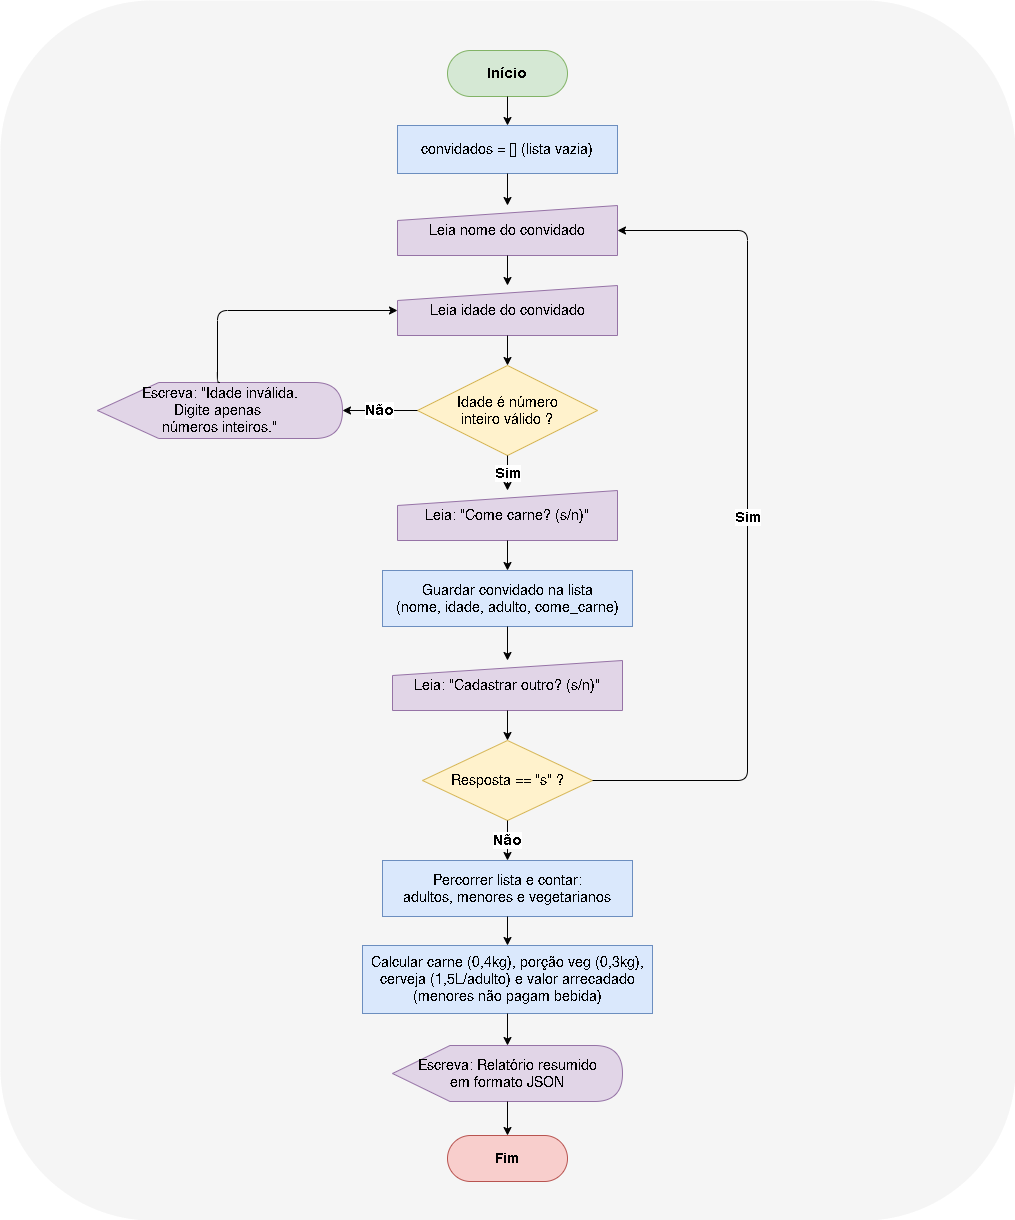 Início
convidados = [] (lista vazia)
Leia nome do convidado
Leia idade do convidado
Idade é número
inteiro válido ?
Não
Escreva: "Idade inválida.
Digite apenas
números inteiros."
Sim
Leia: "Come carne? (s/n)"
Guardar convidado na lista
(nome, idade, adulto, come_carne)
Leia: "Cadastrar outro? (s/n)"
Resposta == "s" ?
Sim
Não
Percorrer lista e contar:
adultos, menores e vegetarianos
Calcular carne (0,4kg), porção veg (0,3kg),
cerveja (1,5L/adulto) e valor arrecadado
(menores não pagam bebida)
Escreva: Relatório resumido
em formato JSON
Fim